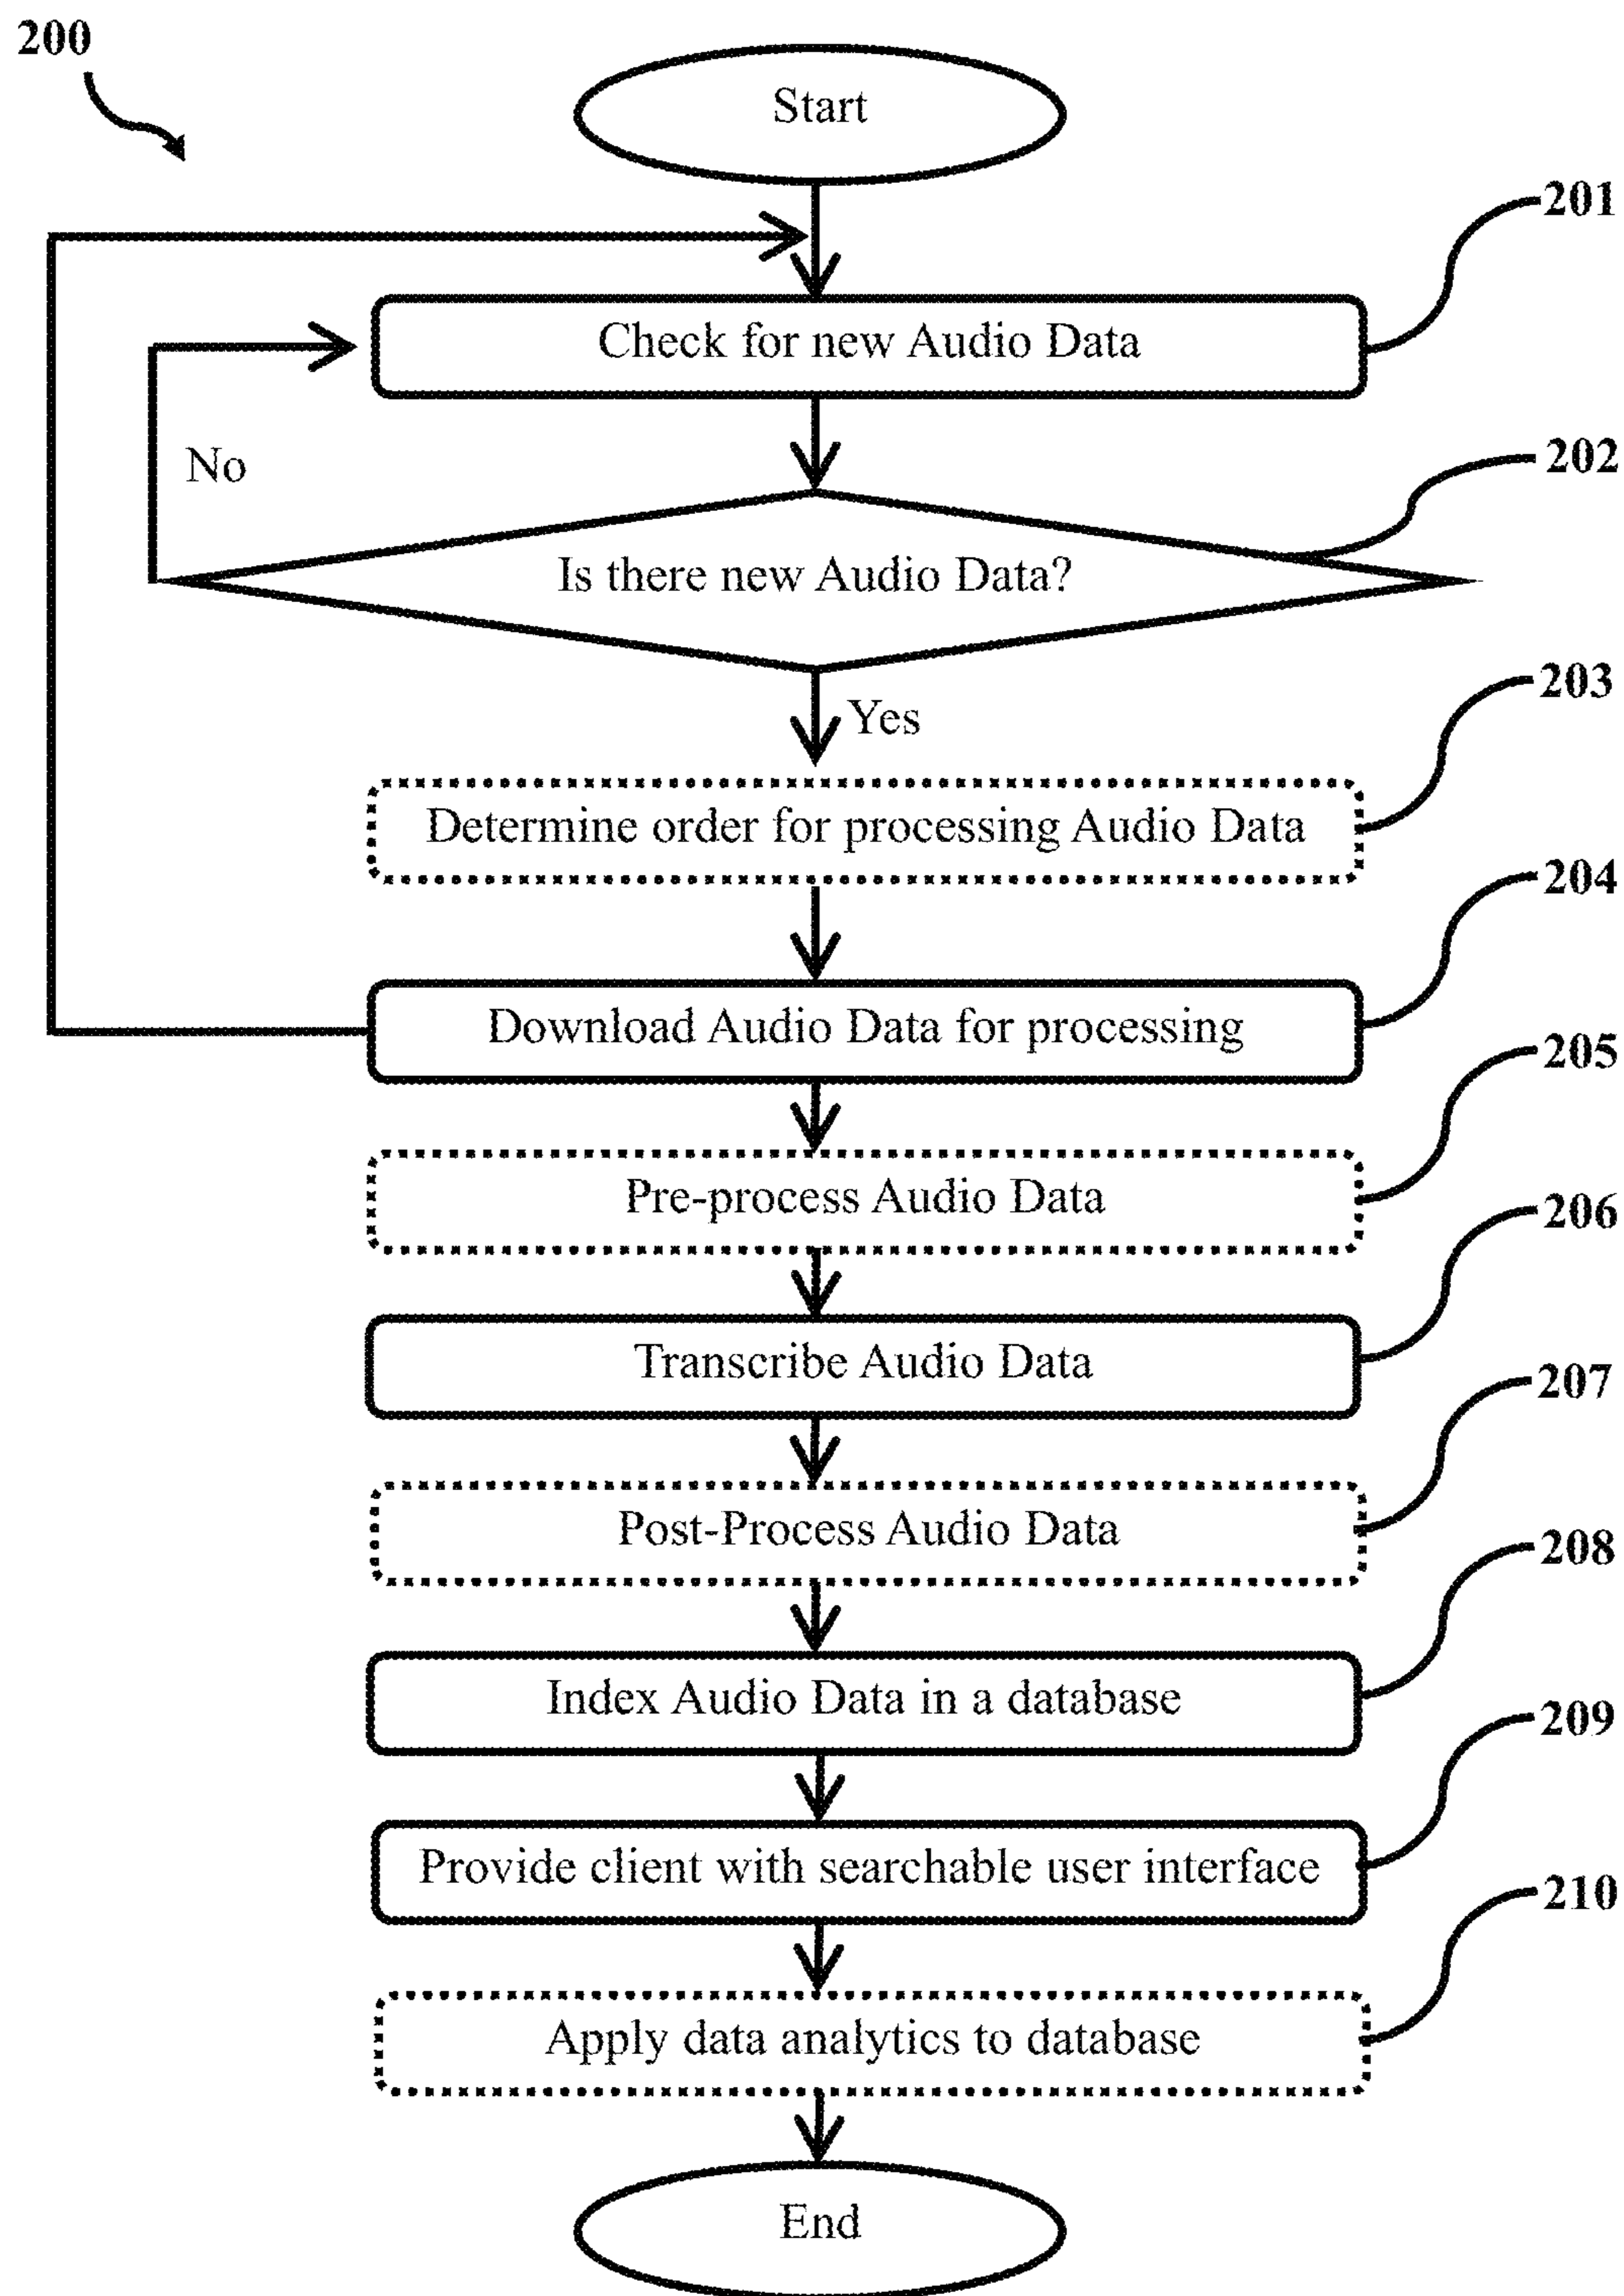 200
Start
201
Check for new Audio Data
No
202
Is there new Audio Data?
203
Yes
Determine order for processing Audio Data
204
Download Audio Data for processing
205
Pre-process Audio Data
206
Transcribe Audio Data
207
Post-Process Audio Data
208
Index Audio Data in a database
209
Provide client with searchable user interface
210
Apply data analytics to database
End